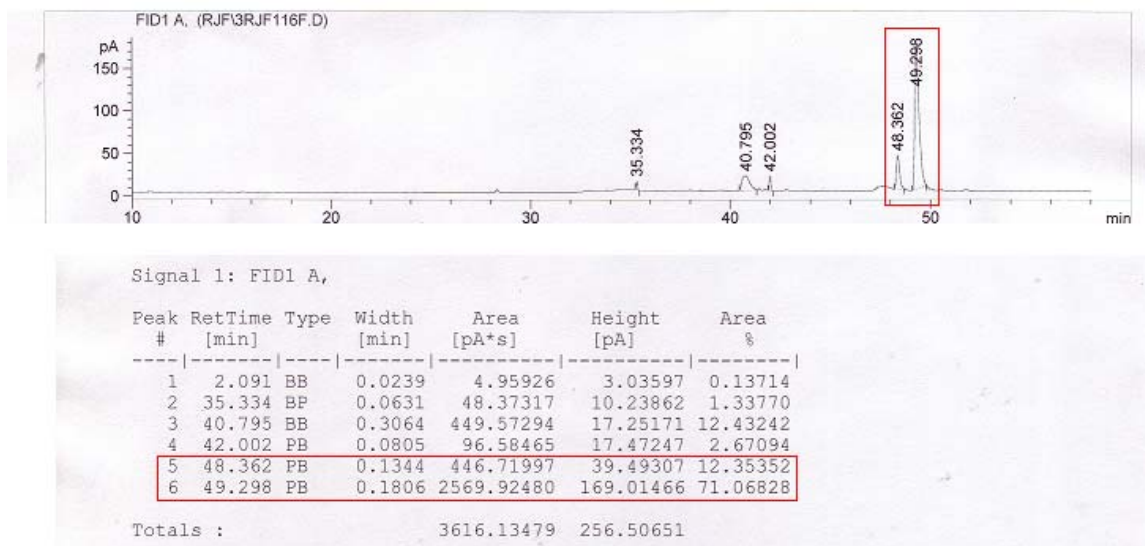 FID1 A, (RJF\3RJF116F.D)
pA
150
100
50
0
35.334
40.795
42.002
48.362
49.298
10 20 30 40 50 min
Signal 1: FID1 A,
Peak RetTime Type Width Area Height Area
# [min] [min] [pA*s] [pA] %
----|-------|----|-------|----------|----------|--------|
1 2.091 BB 0.0239 4.95926 3.03597 0.13714
2 35.334 BP 0.0631 48.37317 10.23862 1.33770
3 40.795 BB 0.3064 449.57294 17.25171 12.43242
4 42.002 PB 0.0805 96.58465 17.47247 2.67094
5 48.362 PB 0.1344 446.71997 39.49307 12.35352
6 49.298 PB 0.1806 2569.92480 169.01466 71.06828
Totals : 3616.13479 256.50651